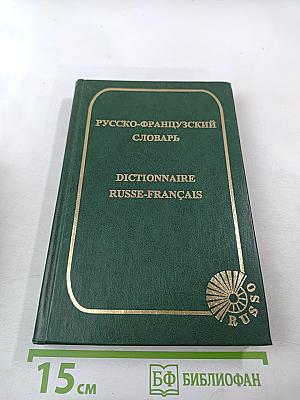 РУССКО-ФРАНЦУЗСКИЙ
СЛОВАРЬ
DICTIONNAIRE
RUSSE-FRANÇAIS
RUSSO
15 см
БФ БИБЛИОФАН